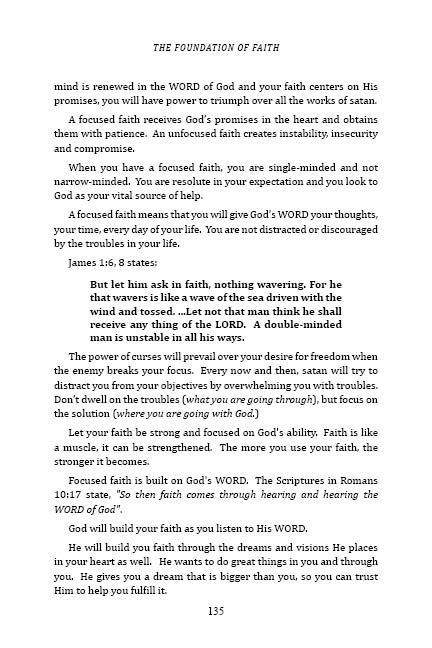 THE FOUNDATION OF FAITH
mind is renewed in the WORD of God and your faith centers on His
promises, you will have power to triumph over all the works of satan.
A focused faith receives God's promises in the heart and obtains
them with patience. An unfocused faith creates instability, insecurity
and compromise.
When you have a focused faith, you are single-minded and not
narrow-minded. You are resolute in your expectation and you look to
God as your vital source of help.
A focused faith means that you will give God's WORD your thoughts,
your time, every day of your life. You are not distracted or discouraged
by the troubles in your life.
James 1:6, 8 states:
But let him ask in faith, nothing wavering. For he
that wavers is like a wave of the sea driven with the
wind and tossed. ...Let not that man think he shall
receive any thing of the LORD. A double-minded
man is unstable in all his ways.
The power of curses will prevail over your desire for freedom when
the enemy breaks your focus. Every now and then, satan will try to
distract you from your objectives by overwhelming you with troubles.
Don't dwell on the troubles (what you are going through), but focus on
the solution (where you are going with God.)
Let your faith be strong and focused on God's ability. Faith is like
a muscle, it can be strengthened. The more you use your faith, the
stronger it becomes.
Focused faith is built on God's WORD. The Scriptures in Romans
10:17 state, "So then faith comes through hearing and hearing the
WORD of God".
God will build your faith as you listen to His WORD.
He will build you faith through the dreams and visions He places
in your heart as well. He wants to do great things in you and through
you. He gives you a dream that is bigger than you, so you can trust
Him to help you fulfill it.
135